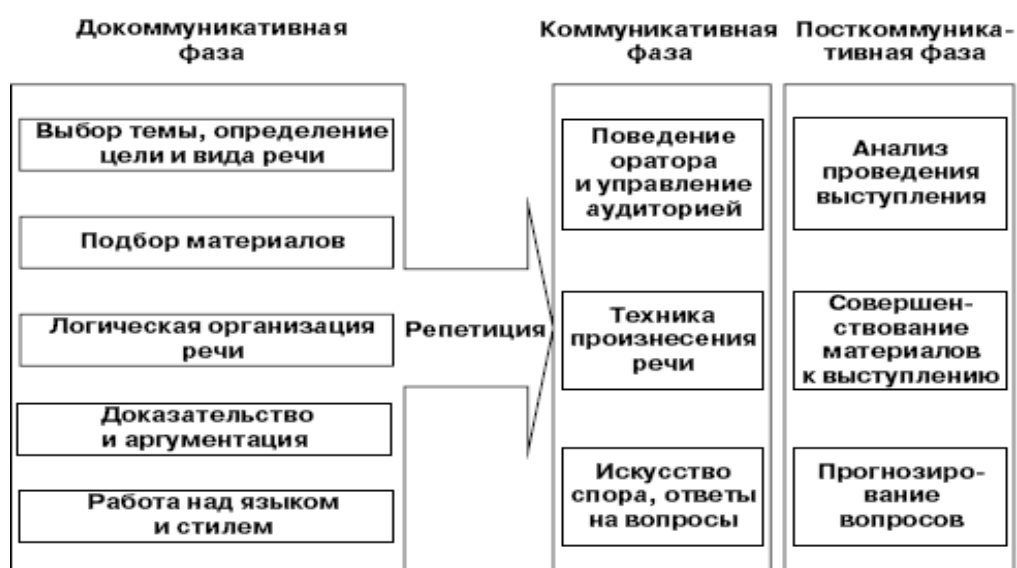 Докоммуникативная
фаза
Выбор темы, определение
цели и вида речи
Подбор материалов
Логическая организация
речи
Доказательство
и аргументация
Работа над языком
и стилем
Репетиция
Коммуникативная
фаза
Поведение
оратора
и управление
аудиторией
Техника
произнесения
речи
Искусство
спора, ответы
на вопросы
Посткоммуника-
тивная фаза
Анализ
проведения
выступления
Совершен-
ствование
материалов
к выступлению
Прогнозиро-
вание
вопросов